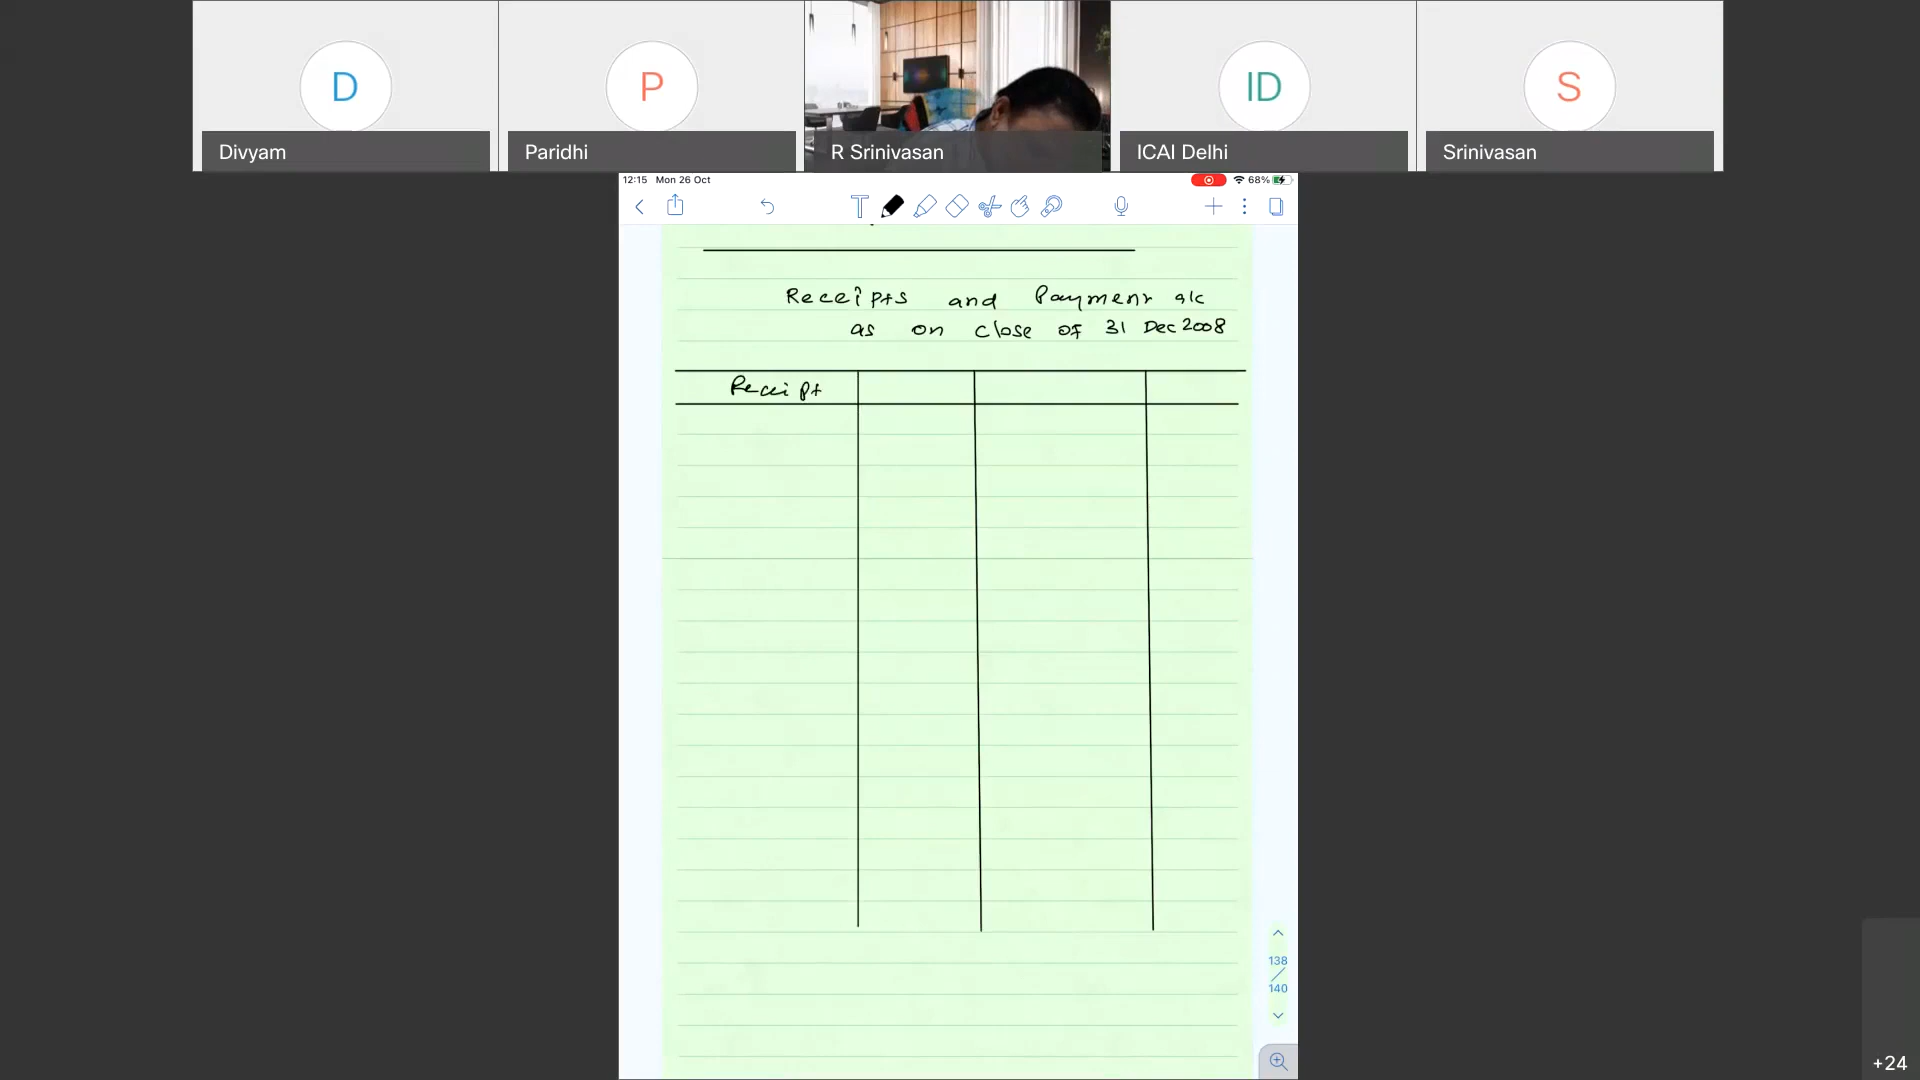 D
P
ID
S
Divyam
Paridhi
R Srinivasan
ICAI Delhi
Srinivasan
12:15 Mon 26 Oct
68%
Receipts and Payment a/c
as on close of 31 Dec 2008
Receipt
138
140
+24